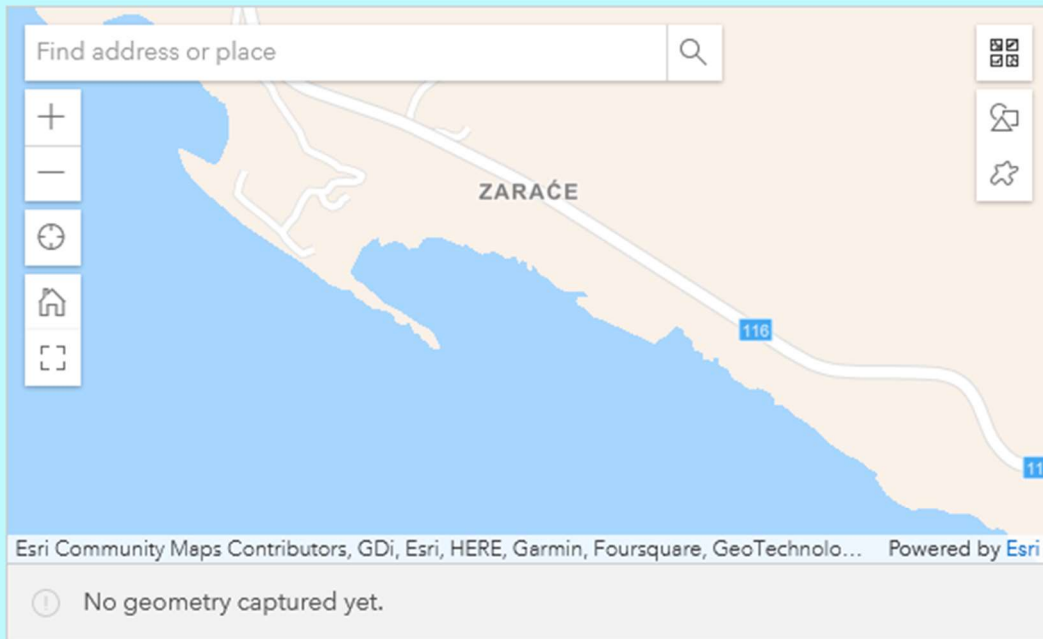 Find address or place
ZARAĆE
116
11
Esri Community Maps Contributors, GDi, Esri, HERE, Garmin, Foursquare, GeoTechnolo... Powered by Esri
No geometry captured yet.